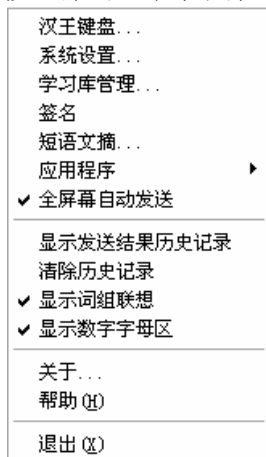 汉王键盘...
系统设置...
学习库管理...
签名
短语文摘...
应用程序
全屏幕自动发送
显示发送结果历史记录
清除历史记录
显示词组联想
显示数字字母区
关于...
帮助(H)
退出(X)